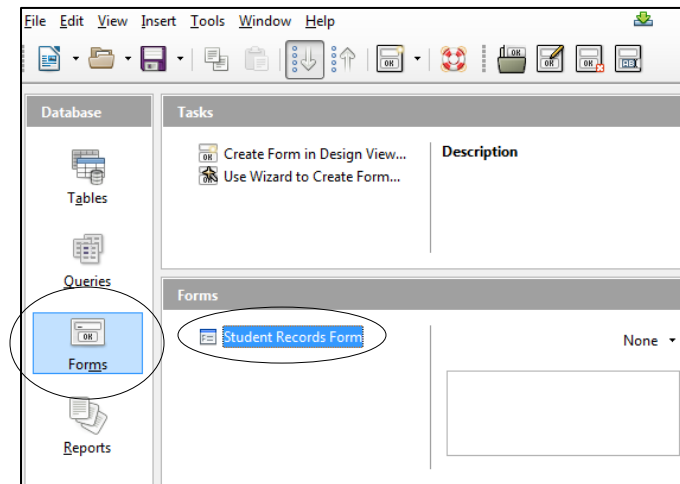 File Edit View Insert Tools Window Help
Database
Tables
Queries
Forms
Reports
Tasks
Create Form in Design View...
Use Wizard to Create Form...
Description
Forms
Student Records Form
None